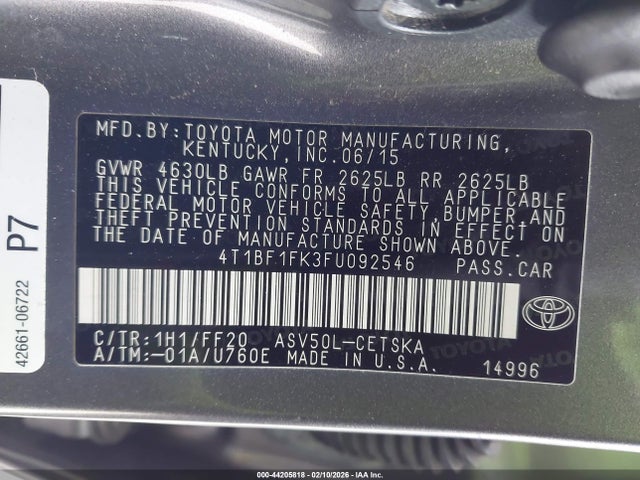 MFD.BY:TOYOTA MOTOR MANUFACTURING,
KENTUCKY,INC.06/15
GVWR 4630LB GAWR FR 2625LB RR 2625LB
THIS VEHICLE CONFORMS TO ALL APPLICABLE
FEDERAL MOTOR VEHICLE SAFETY,BUMPER,AND
THEFT PREVENTION STANDARDS IN EFFECT ON
THE DATE OF MANUFACTURE SHOWN ABOVE.
4T1BF1FK3FU092546 PASS.CAR
C/TR:1H1/FF20 ASV50L-CETSKA
A/TM:-01A/U760E MADE IN U.S.A.
14996
TOYOTA
P7
42661-06722
000-44205818 - 02/10/2026 - IAA Inc.